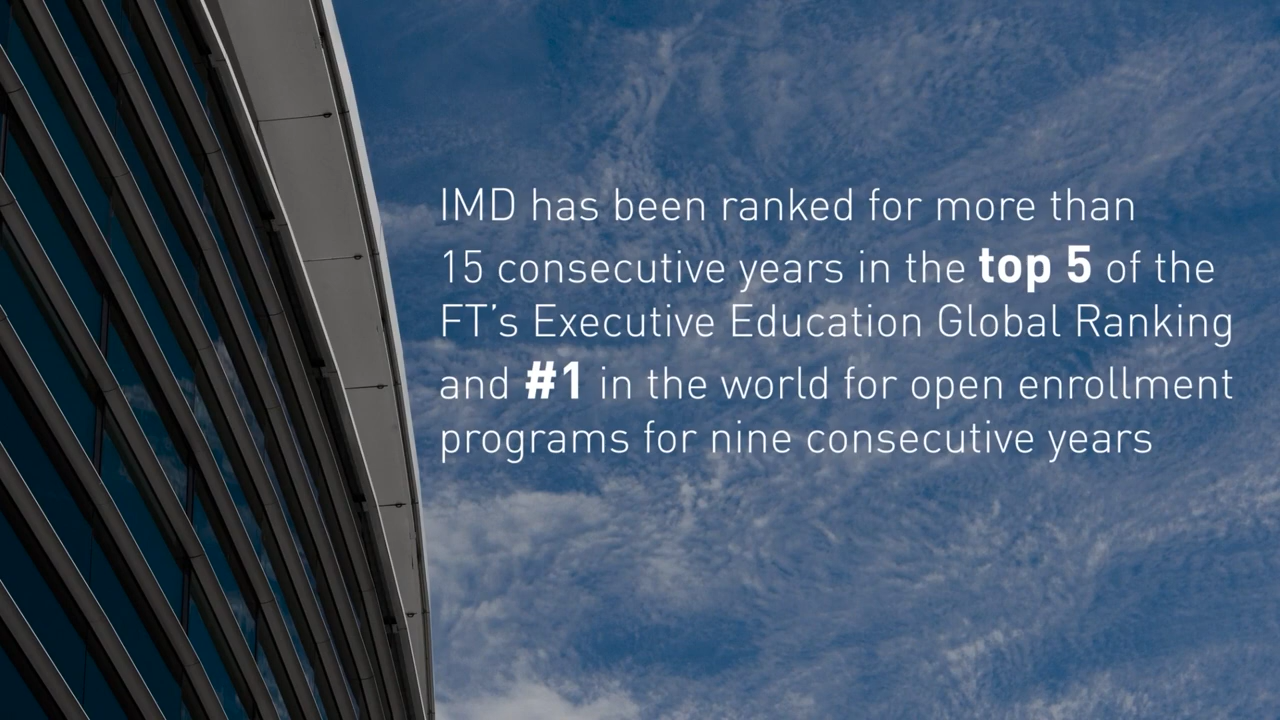 IMD has been ranked for more than
15 consecutive years in the top 5 of the
FT’s Executive Education Global Ranking
and #1 in the world for open enrollment
programs for nine consecutive years